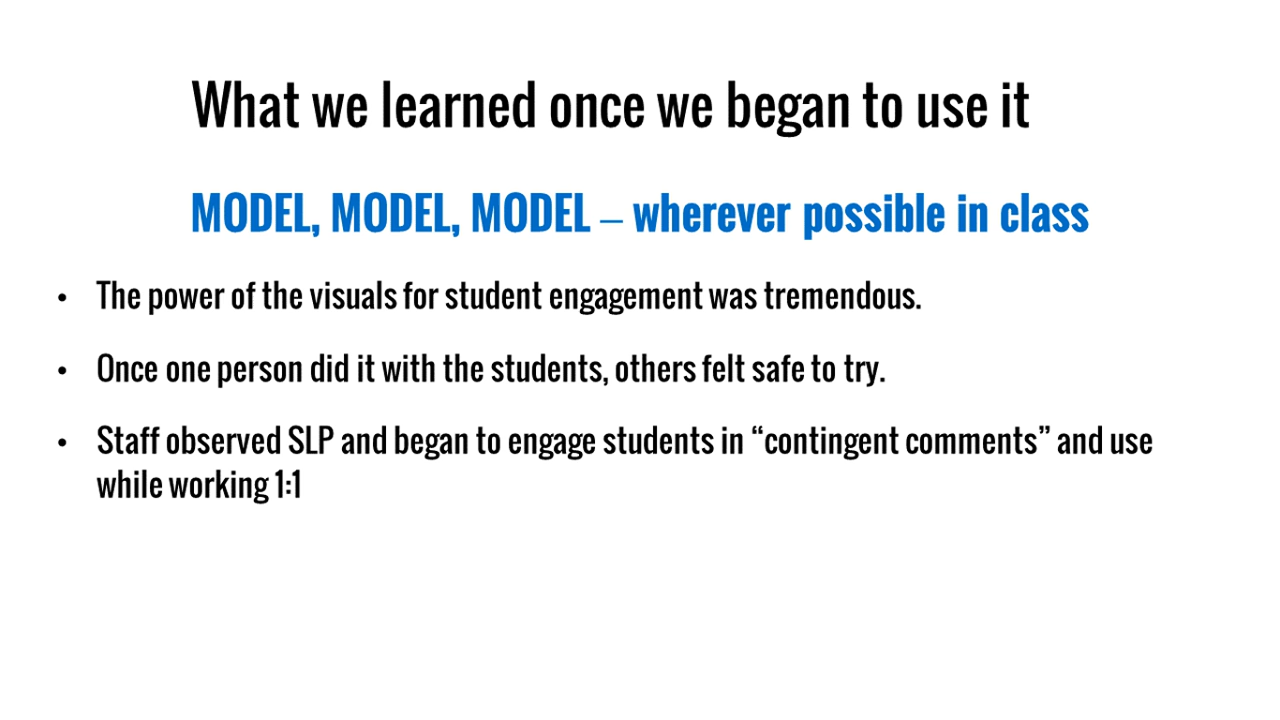 What we learned once we began to use it
MODEL, MODEL, MODEL – wherever possible in class
• The power of the visuals for student engagement was tremendous.
• Once one person did it with the students, others felt safe to try.
• Staff observed SLP and began to engage students in “contingent comments” and use
while working 1:1